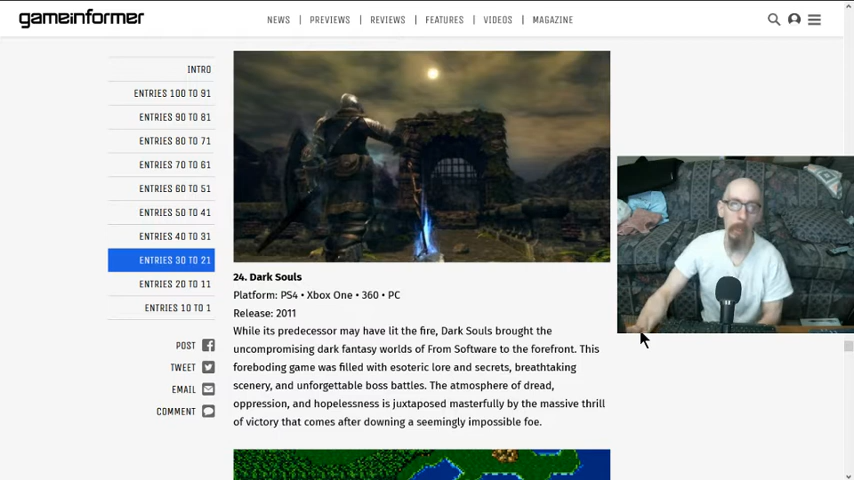 gameinformer
NEWS | PREVIEWS | REVIEWS | FEATURES | VIDEOS | MAGAZINE
INTRO
ENTRIES 100 TO 91
ENTRIES 90 TO 81
ENTRIES 80 TO 71
ENTRIES 70 TO 61
ENTRIES 60 TO 51
ENTRIES 50 TO 41
ENTRIES 40 TO 31
ENTRIES 30 TO 21
ENTRIES 20 TO 11
ENTRIES 10 TO 1
POST
TWEET
EMAIL
COMMENT
24. Dark Souls
Platform: PS4 • Xbox One • 360 • PC
Release: 2011
While its predecessor may have lit the fire, Dark Souls brought the
uncompromising dark fantasy worlds of From Software to the forefront. This
foreboding game was filled with esoteric lore and secrets, breathtaking
scenery, and unforgettable boss battles. The atmosphere of dread,
oppression, and hopelessness is juxtaposed masterfully by the massive thrill
of victory that comes after downing a seemingly impossible foe.